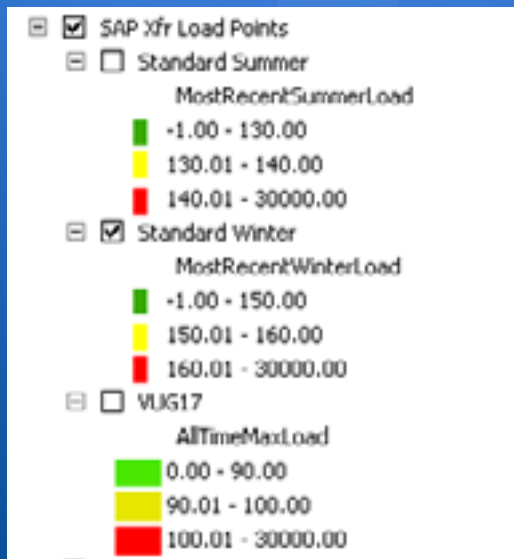 SAP Xfr Load Points
Standard Summer
MostRecentSummerLoad
-1.00 - 130.00
130.01 - 140.00
140.01 - 30000.00
Standard Winter
MostRecentWinterLoad
-1.00 - 150.00
150.01 - 160.00
160.01 - 30000.00
VUG17
AllTimeMaxLoad
0.00 - 90.00
90.01 - 100.00
100.01 - 30000.00